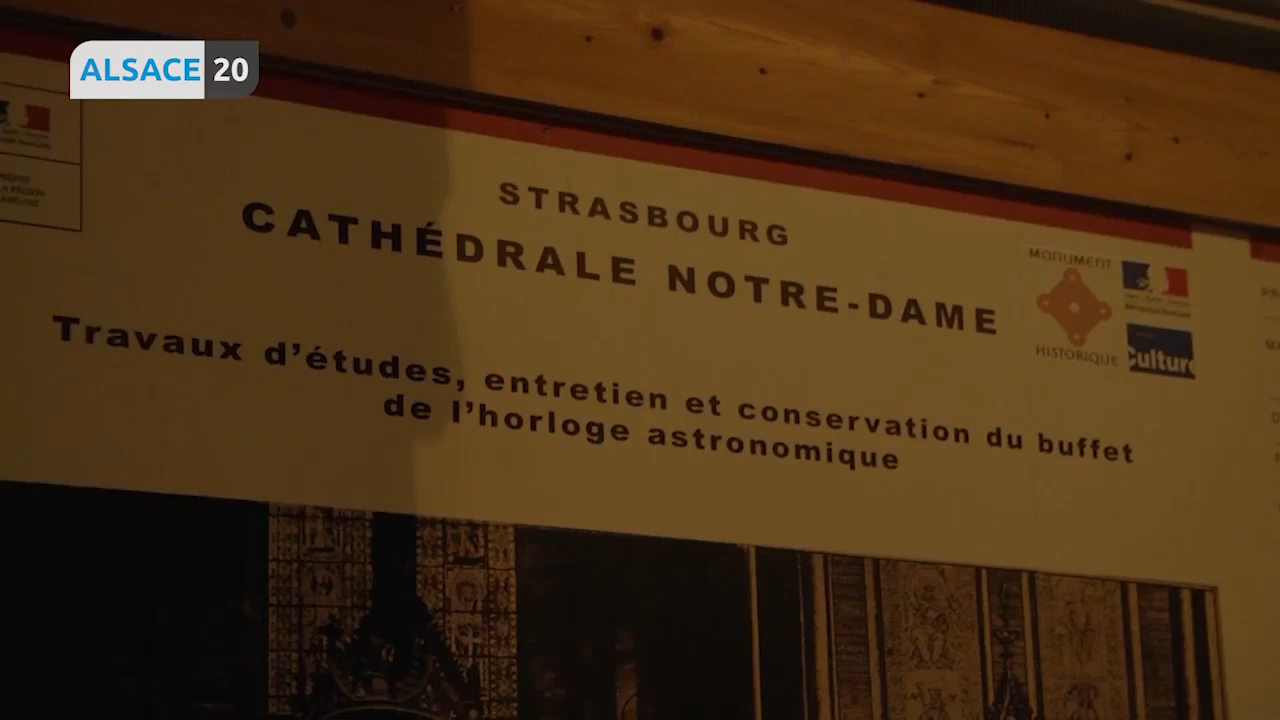 ALSACE 20
STRASBOURG
CATHÉDRALE NOTRE-DAME
MONUMENT
HISTORIQUE
Culture
Travaux d'études, entretien et conservation du buffet
de l'horloge astronomique